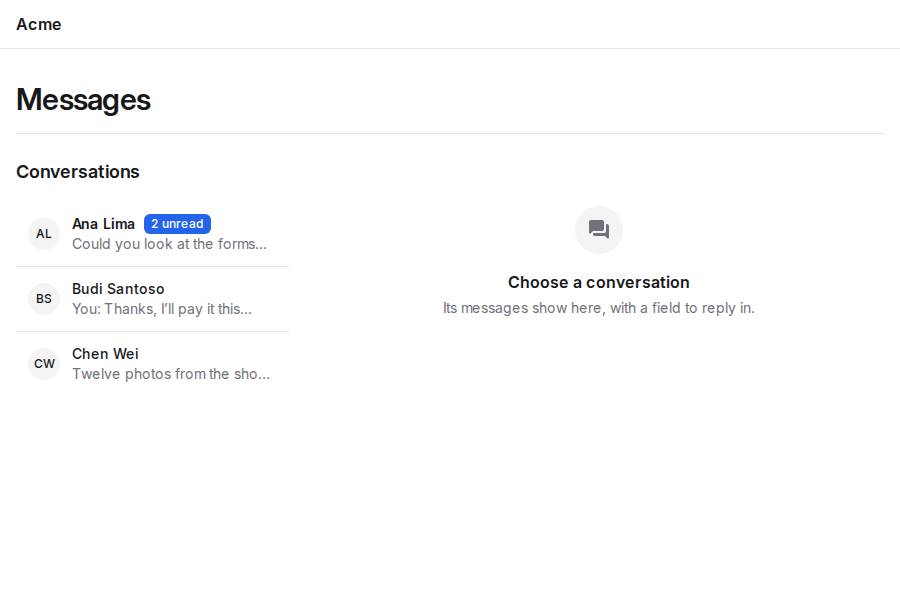 Acme
Messages
Conversations
AL
Ana Lima
2 unread
Could you look at the forms…
BS
Budi Santoso
You: Thanks, I’ll pay it this…
CW
Chen Wei
Twelve photos from the sho…
Choose a conversation
Its messages show here, with a field to reply in.